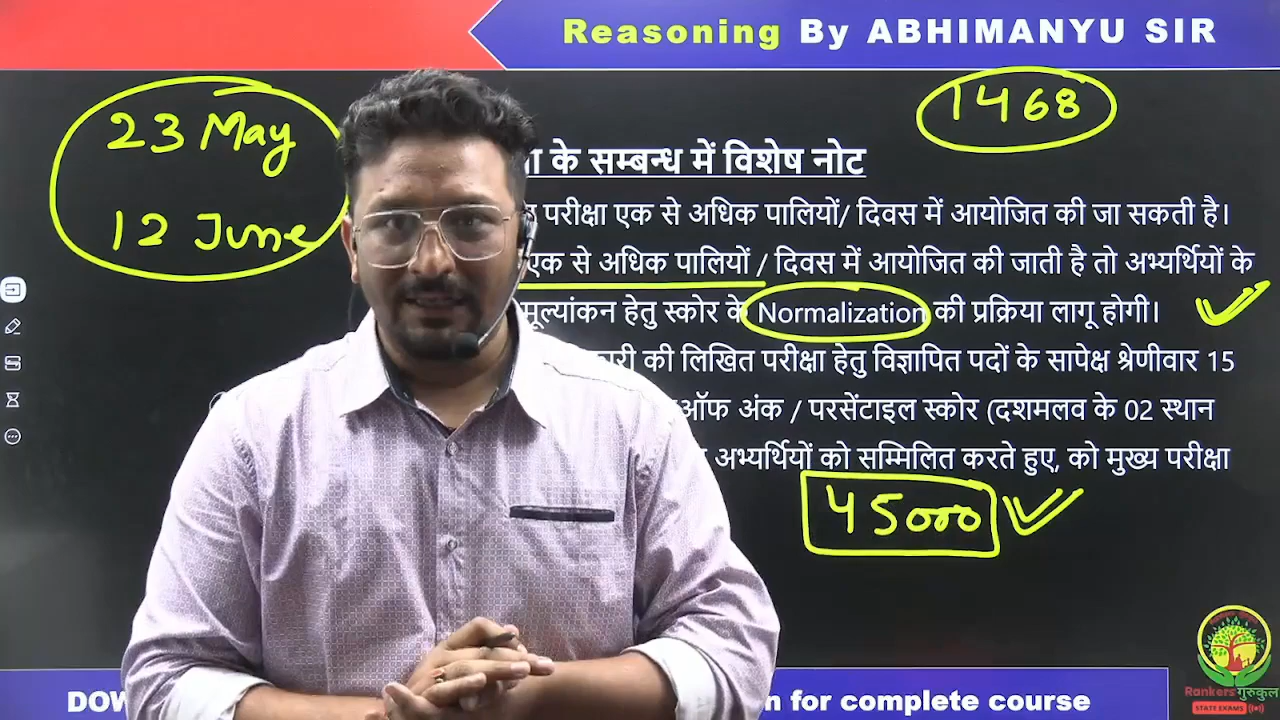 Reasoning By ABHIMANYU SIR
23 May
12 June
1468
के सम्बन्ध में विशेष नोट
परीक्षा एक से अधिक पालियों/ दिवस में आयोजित की जा सकती है।
एक से अधिक पालियों / दिवस में आयोजित की जाती है तो अभ्यर्थियों के
मूल्यांकन हेतु स्कोर के Normalization की प्रक्रिया लागू होगी।
की लिखित परीक्षा हेतु विज्ञापित पदों के सापेक्ष श्रेणीवार 15
ऑफ अंक / परसेंटाइल स्कोर (दशमलव के 02 स्थान
अभ्यर्थियों को सम्मिलित करते हुए, को मुख्य परीक्षा
45000
for complete course
Rankers गुरुकुल
STATE EXAMS